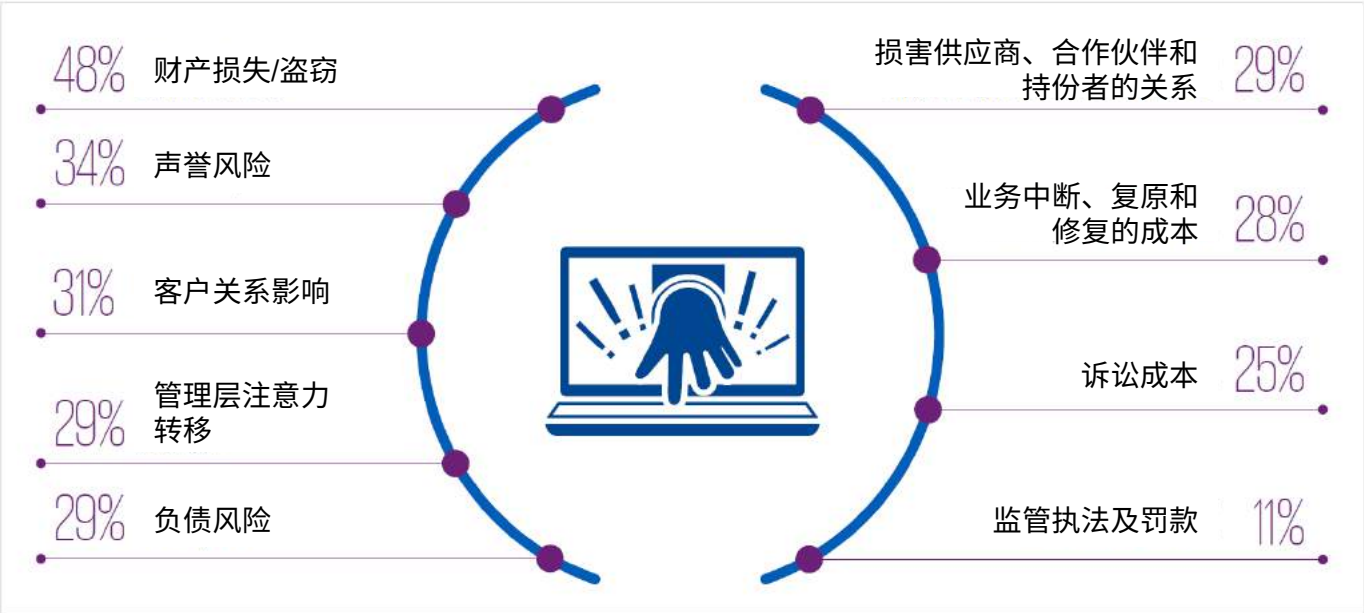 48%
财产损失/盗窃
34%
声誉风险
31%
客户关系影响
29%
管理层注意力
转移
29%
负债风险
损害供应商、合作伙伴和
持份者的关系
29%
业务中断、复原和
修复的成本
28%
诉讼成本
25%
监管执法及罚款
11%